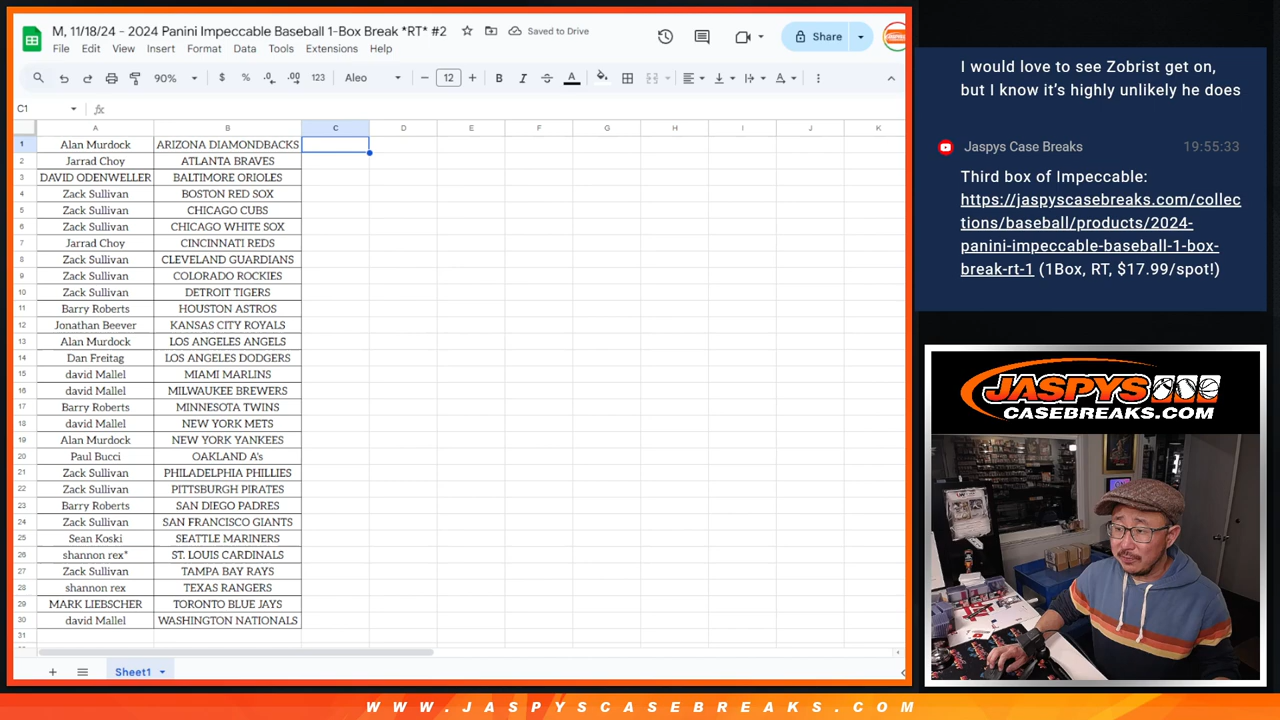 M, 11/18/24 - 2024 Panini Impeccable Baseball 1-Box Break *RT* #2
Saved to Drive
Share
File Edit View Insert Format Data Tools Extensions Help
90% $ % .0 .00 123 Aleo 12 B I A
C1 fx
A B C D E F G H I J K
1 Alan Murdock ARIZONA DIAMONDBACKS
2 Jarrad Choy ATLANTA BRAVES
3 DAVID ODENWELLER BALTIMORE ORIOLES
4 Zack Sullivan BOSTON RED SOX
5 Zack Sullivan CHICAGO CUBS
6 Zack Sullivan CHICAGO WHITE SOX
7 Jarrad Choy CINCINNATI REDS
8 Zack Sullivan CLEVELAND GUARDIANS
9 Zack Sullivan COLORADO ROCKIES
10 Zack Sullivan DETROIT TIGERS
11 Barry Roberts HOUSTON ASTROS
12 Jonathan Beever KANSAS CITY ROYALS
13 Alan Murdock LOS ANGELES ANGELS
14 Dan Freitag LOS ANGELES DODGERS
15 david Mallel MIAMI MARLINS
16 david Mallel MILWAUKEE BREWERS
17 Barry Roberts MINNESOTA TWINS
18 david Mallel NEW YORK METS
19 Alan Murdock NEW YORK YANKEES
20 Paul Bucci OAKLAND A's
21 Zack Sullivan PHILADELPHIA PHILLIES
22 Zack Sullivan PITTSBURGH PIRATES
23 Barry Roberts SAN DIEGO PADRES
24 Zack Sullivan SAN FRANCISCO GIANTS
25 Sean Koski SEATTLE MARINERS
26 shannon rex* ST. LOUIS CARDINALS
27 Zack Sullivan TAMPA BAY RAYS
28 shannon rex TEXAS RANGERS
29 MARK LIEBSCHER TORONTO BLUE JAYS
30 david Mallel WASHINGTON NATIONALS
31
Sheet1
I would love to see Zobrist get on,
but I know it's highly unlikely he does
Jaspys Case Breaks 19:55:33
Third box of Impeccable:
https://jaspyscasebreaks.com/collec
tions/baseball/products/2024-
panini-impeccable-baseball-1-box-
break-rt-1 (1Box, RT, $17.99/spot!)
JASPYS
CASEBREAKS.COM
WWW.JASPYSCASEBREAKS.COM